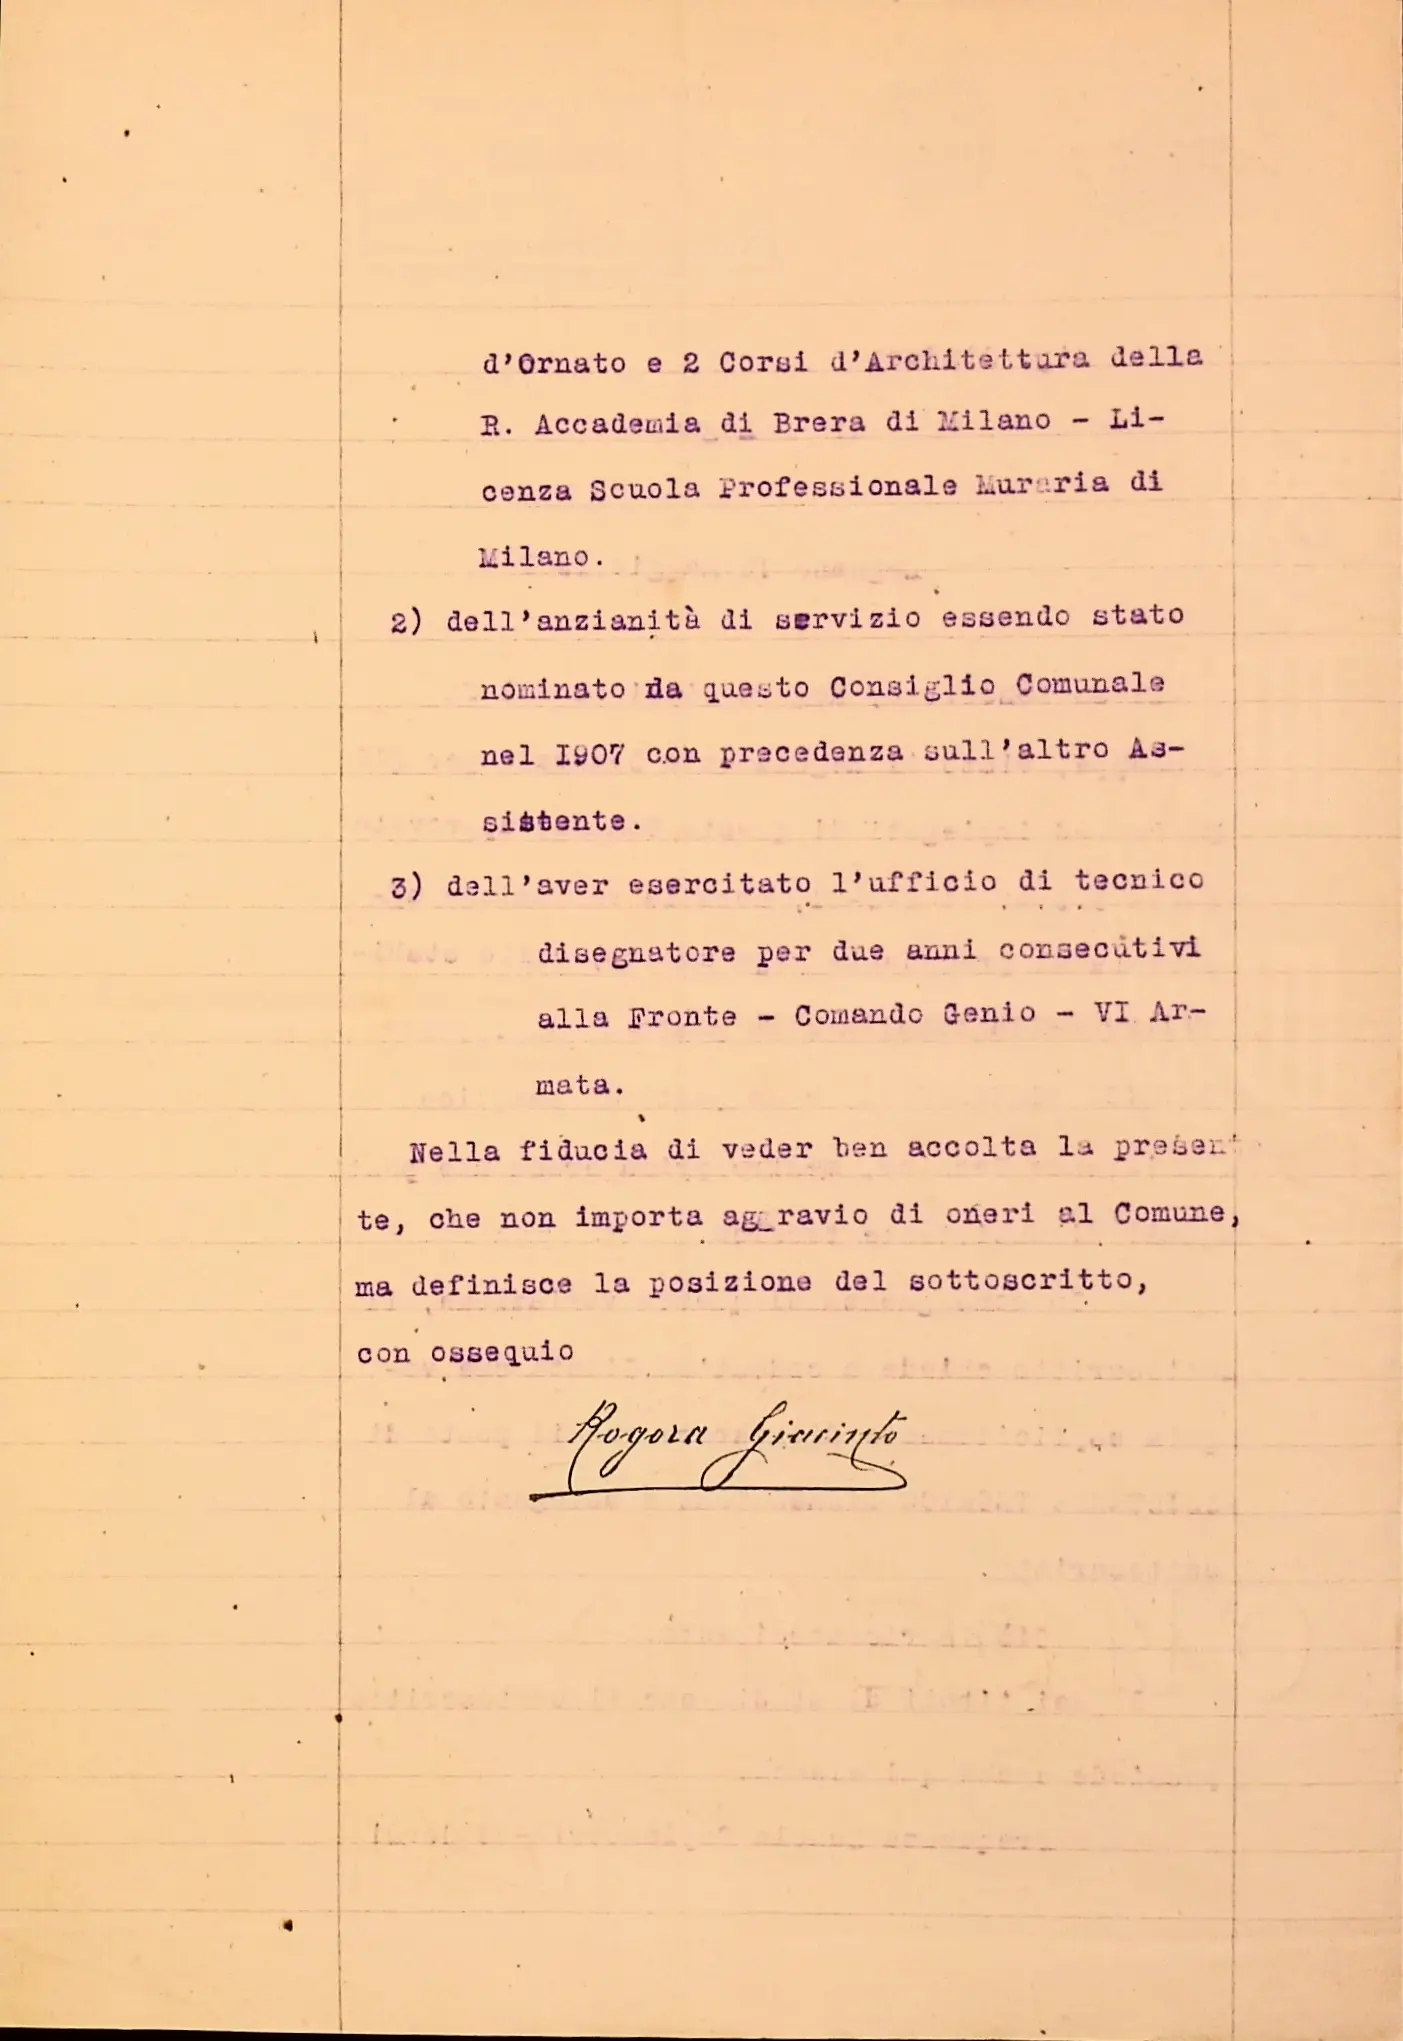 d'Ornato e 2 Corsi d'Architettura della
R. Accademia di Brera di Milano - Li-
cenza Scuola Professionale Muraria di
Milano.
2) dell'anzianità di servizio essendo stato
nominato da questo Consiglio Comunale
nel 1907 con precedenza sull'altro As-
sistente.
3) dell'aver esercitato l'ufficio di tecnico
disegnatore per due anni consecutivi
alla Fronte - Comando Genio - VI Ar-
mata.
Nella fiducia di veder ben accolta la presen-
te, che non importa ag_ravio di oneri al Comune,
ma definisce la posizione del sottoscritto,
con ossequio
Rogora Giacinto